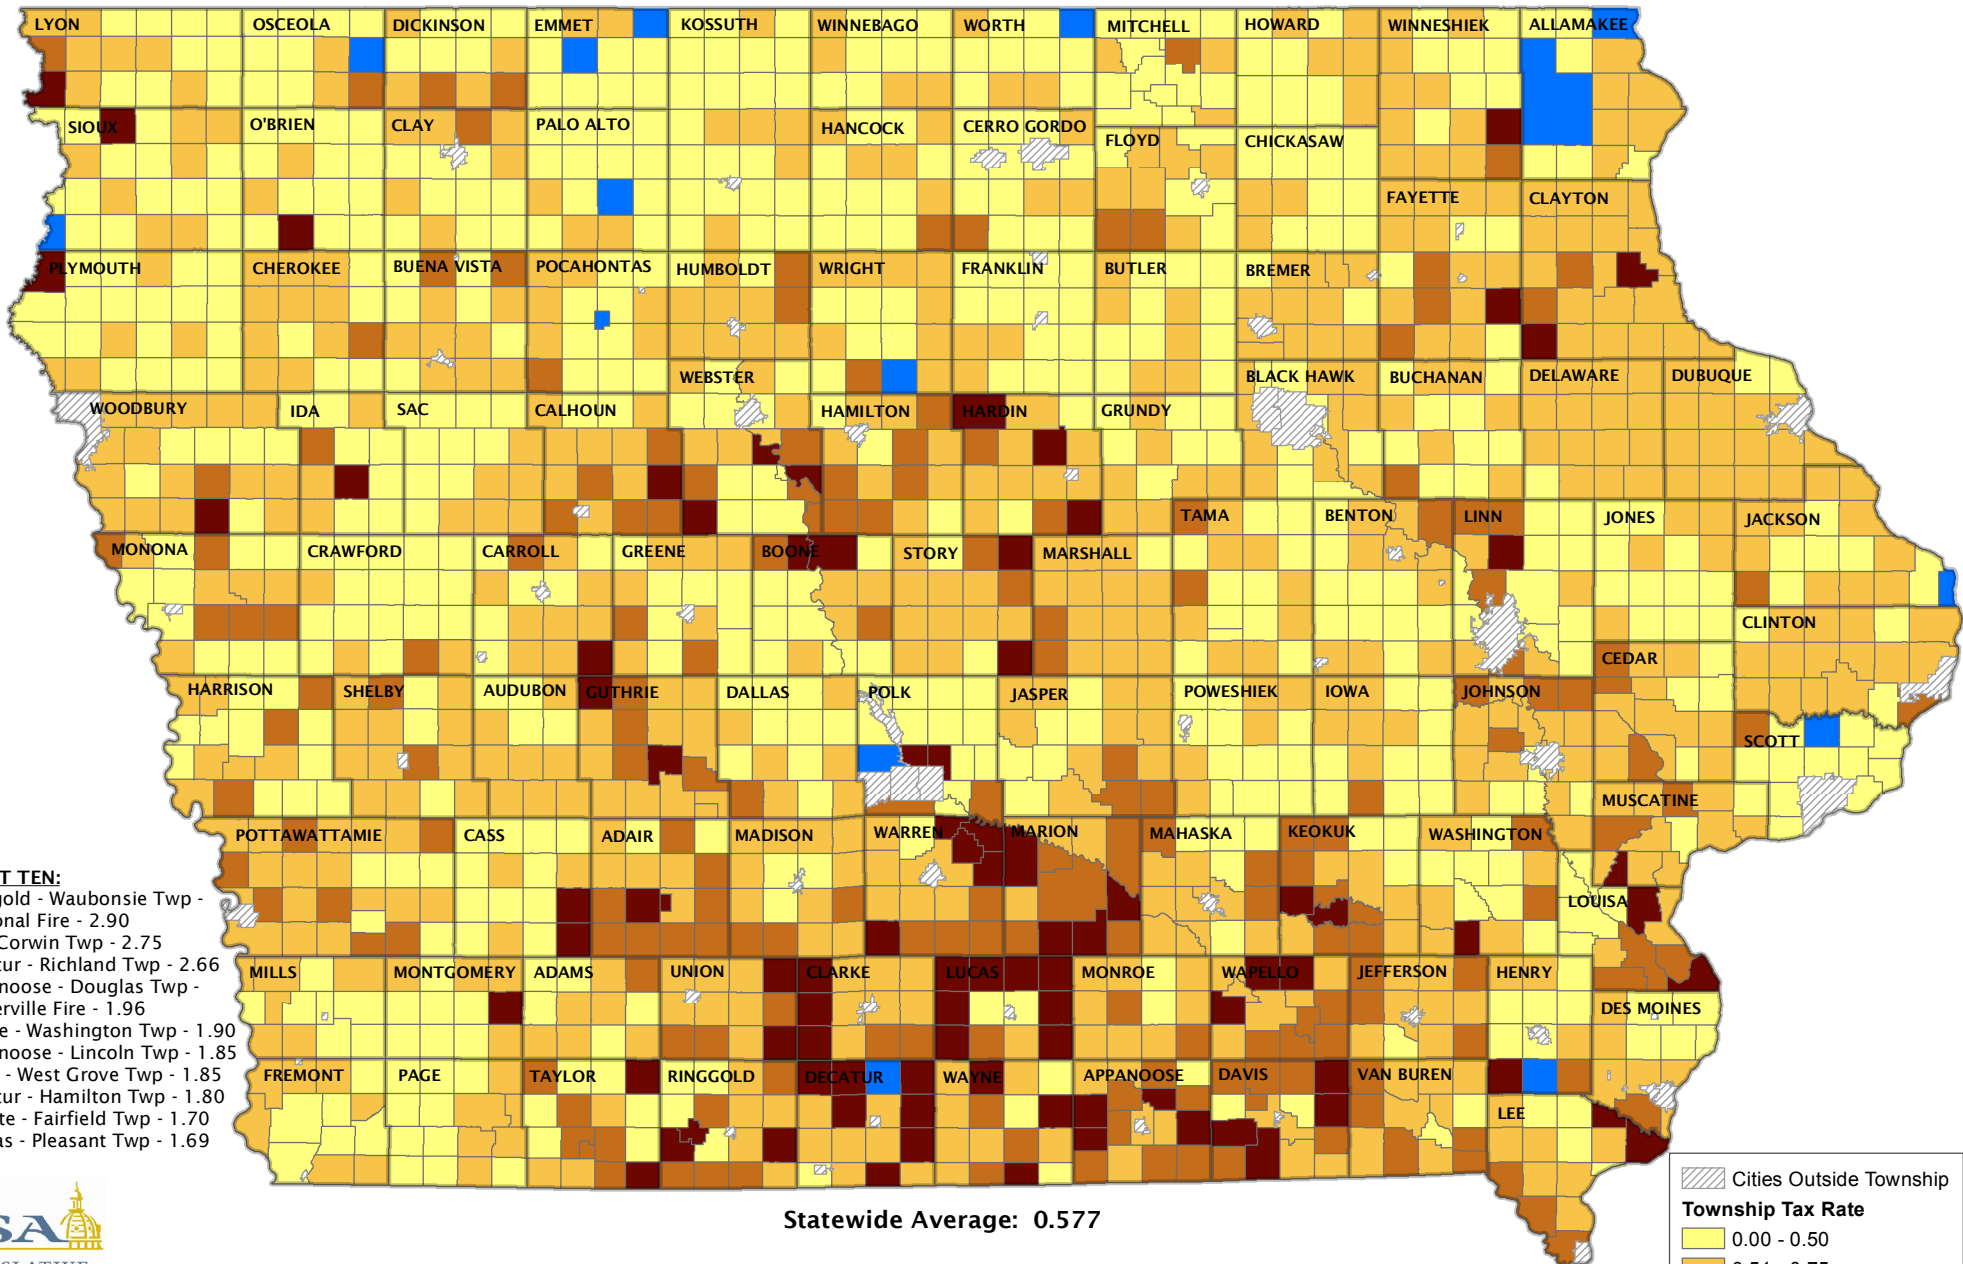 LYON OSCEOLA DICKINSON EMMET KOSSUTH WINNEBAGO WORTH MITCHELL HOWARD WINNESHIEK ALLAMAKEE
SIOUX O'BRIEN CLAY PALO ALTO HANCOCK CERRO GORDO FLOYD CHICKASAW
FAYETTE CLAYTON
PLYMOUTH CHEROKEE BUENA VISTA POCAHONTAS HUMBOLDT WRIGHT FRANKLIN BUTLER BREMER
WEBSTER BLACK HAWK BUCHANAN DELAWARE DUBUQUE
WOODBURY IDA SAC CALHOUN HAMILTON HARDIN GRUNDY
TAMA BENTON LINN JONES JACKSON
MONONA CRAWFORD CARROLL GREENE BOONE STORY MARSHALL
CLINTON
CEDAR
HARRISON SHELBY AUDUBON GUTHRIE DALLAS POLK JASPER POWESHIEK IOWA JOHNSON
SCOTT
MUSCATINE
POTTAWATTAMIE CASS ADAIR MADISON WARREN MARION MAHASKA KEOKUK WASHINGTON
LOUISA
MILLS MONTGOMERY ADAMS UNION CLARKE LUCAS MONROE WAPELLO JEFFERSON HENRY
DES MOINES
FREMONT PAGE TAYLOR RINGGOLD DECATUR WAYNE APPANOOSE DAVIS VAN BUREN
LEE
T TEN:
gold - Waubonsie Twp -
onal Fire - 2.90
Corwin Twp - 2.75
tur - Richland Twp - 2.66
noose - Douglas Twp -
erville Fire - 1.96
e - Washington Twp - 1.90
noose - Lincoln Twp - 1.85
- West Grove Twp - 1.85
tur - Hamilton Twp - 1.80
te - Fairfield Twp - 1.70
as - Pleasant Twp - 1.69
SA
Statewide Average: 0.577
Cities Outside Township
Township Tax Rate
0.00 - 0.50